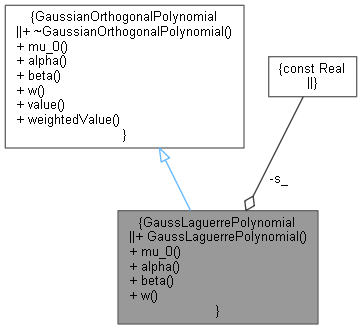 {GaussianOrthogonalPolynomial
||+ ~GaussianOrthogonalPolynomial()
+ mu_0()
+ alpha()
+ beta()
+ w()
+ value()
+ weightedValue()
}
{const Real
||}
-s_
{GaussLaguerrePolynomial
||+ GaussLaguerrePolynomial()
+ mu_0()
+ alpha()
+ beta()
+ w()
}